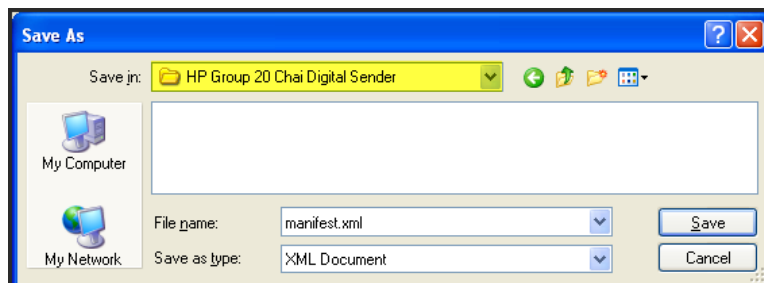 Save As
Save in: HP Group 20 Chai Digital Sender
My Computer
File name: manifest.xml Save
My Network Save as type: XML Document Cancel